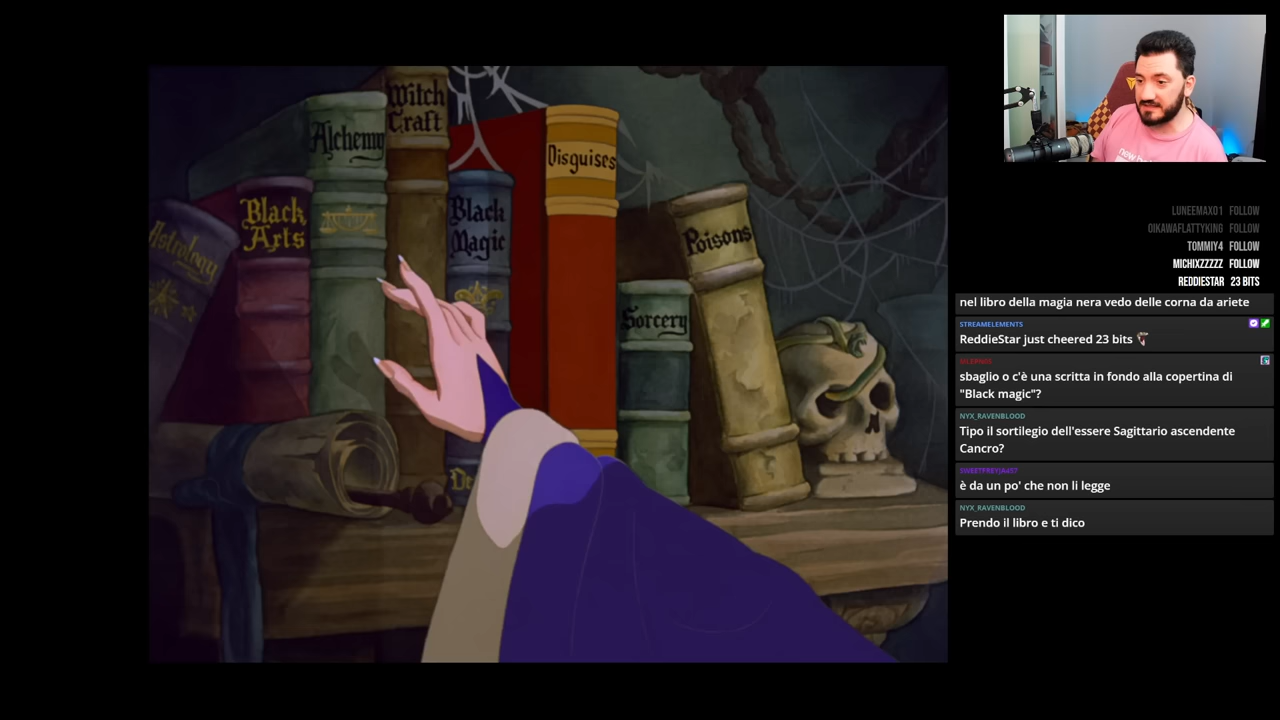 Astrology
Black
Arts
Alchemy
Witch
Craft
Black
Magic
Disguises
Sorcery
Poisons
De
LUNEEMAX01 FOLLOW
OIKAWAFLATTYKING FOLLOW
TOMMIY4 FOLLOW
MICHIXZZZZZ FOLLOW
REDDIESTAR 23 BITS
nel libro della magia nera vedo delle corna da ariete
STREAMELEMENTS
ReddieStar just cheered 23 bits
sbaglio o c'è una scritta in fondo alla copertina di
"Black magic"?
NYX_RAVENBLOOD
Tipo il sortilegio dell'essere Sagittario ascendente
Cancro?
è da un po' che non li legge
NYX_RAVENBLOOD
Prendo il libro e ti dico